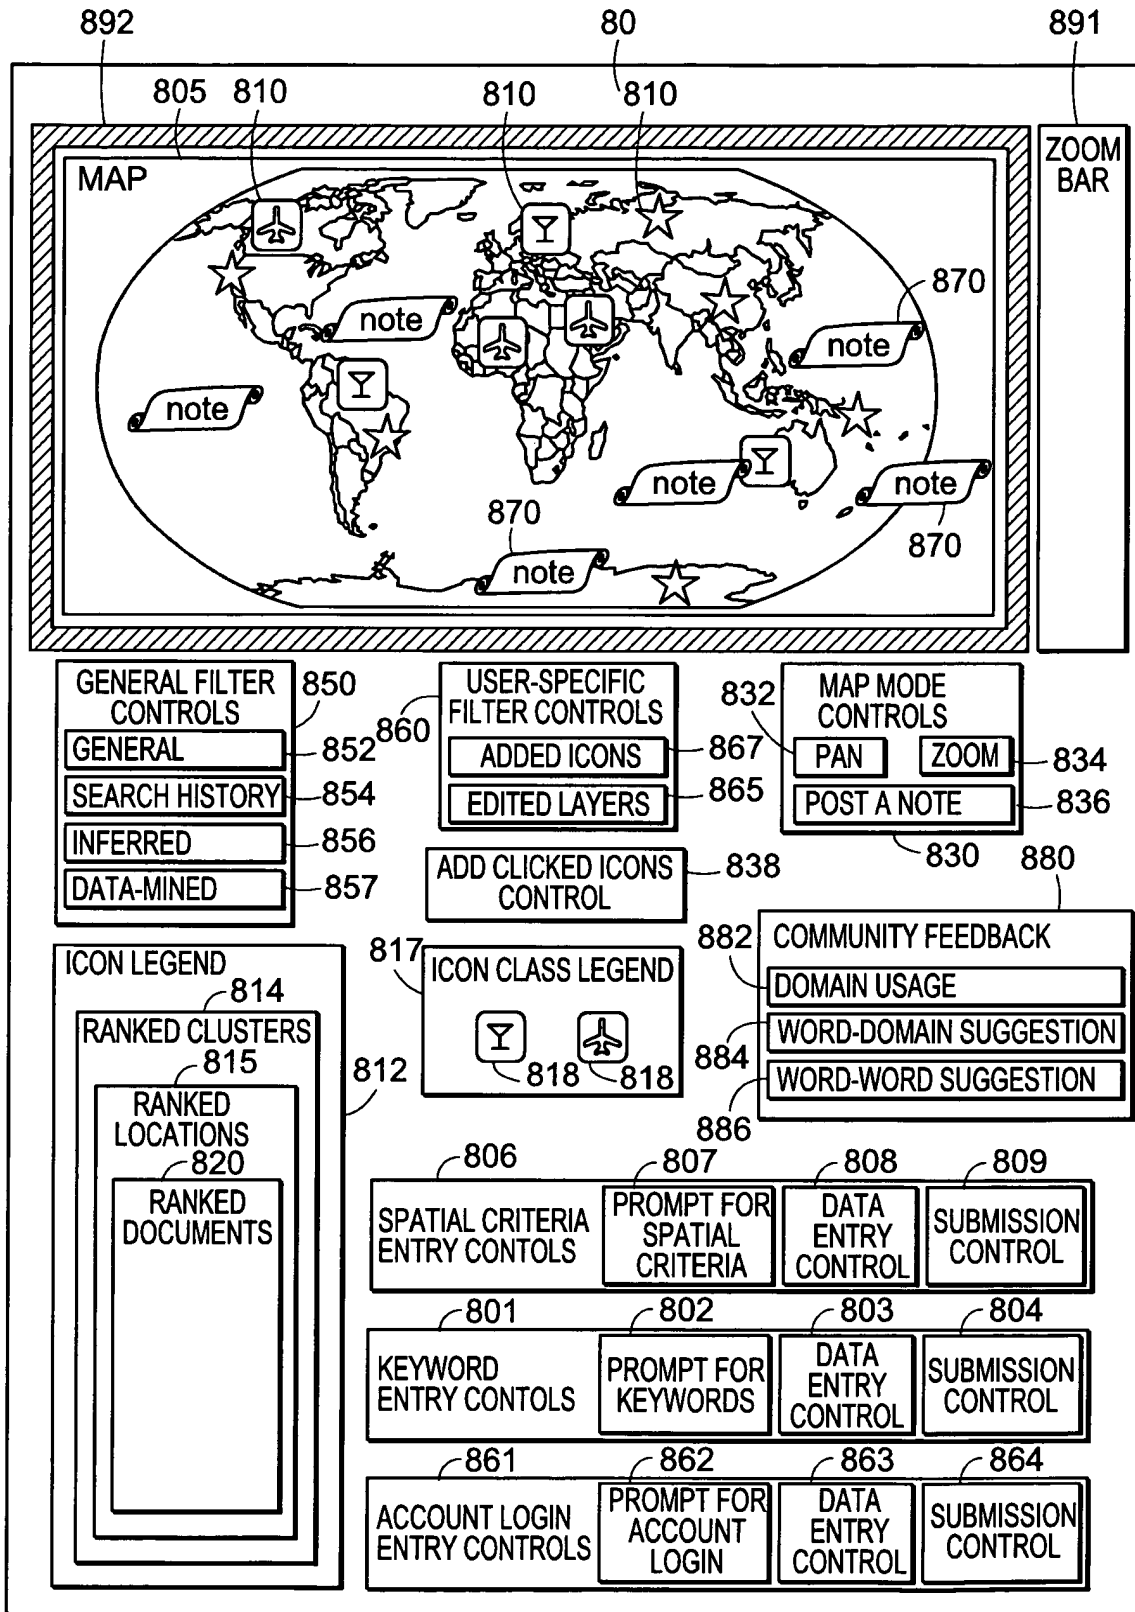 892
80
891
805
810
810
810
ZOOM
BAR
MAP
870
note
note
note
note
note
870
note
870
GENERAL FILTER
CONTROLS
850
GENERAL
852
SEARCH HISTORY
854
INFERRED
856
DATA-MINED
857
USER-SPECIFIC
FILTER CONTROLS
860
ADDED ICONS
867
EDITED LAYERS
865
MAP MODE
CONTROLS
832
PAN
ZOOM
834
POST A NOTE
836
830
ADD CLICKED ICONS
CONTROL
838
880
ICON LEGEND
814
RANKED CLUSTERS
815
812
RANKED
LOCATIONS
820
RANKED
DOCUMENTS
817
ICON CLASS LEGEND
818
818
882
COMMUNITY FEEDBACK
DOMAIN USAGE
884
WORD-DOMAIN SUGGESTION
WORD-WORD SUGGESTION
886
806
807
808
809
SPATIAL CRITERIA
ENTRY CONTOLS
PROMPT FOR
SPATIAL
CRITERIA
DATA
ENTRY
CONTROL
SUBMISSION
CONTROL
801
802
803
804
KEYWORD
ENTRY CONTOLS
PROMPT FOR
KEYWORDS
DATA
ENTRY
CONTROL
SUBMISSION
CONTROL
861
862
863
864
ACCOUNT LOGIN
ENTRY CONTROLS
PROMPT FOR
ACCOUNT
LOGIN
DATA
ENTRY
CONTROL
SUBMISSION
CONTROL